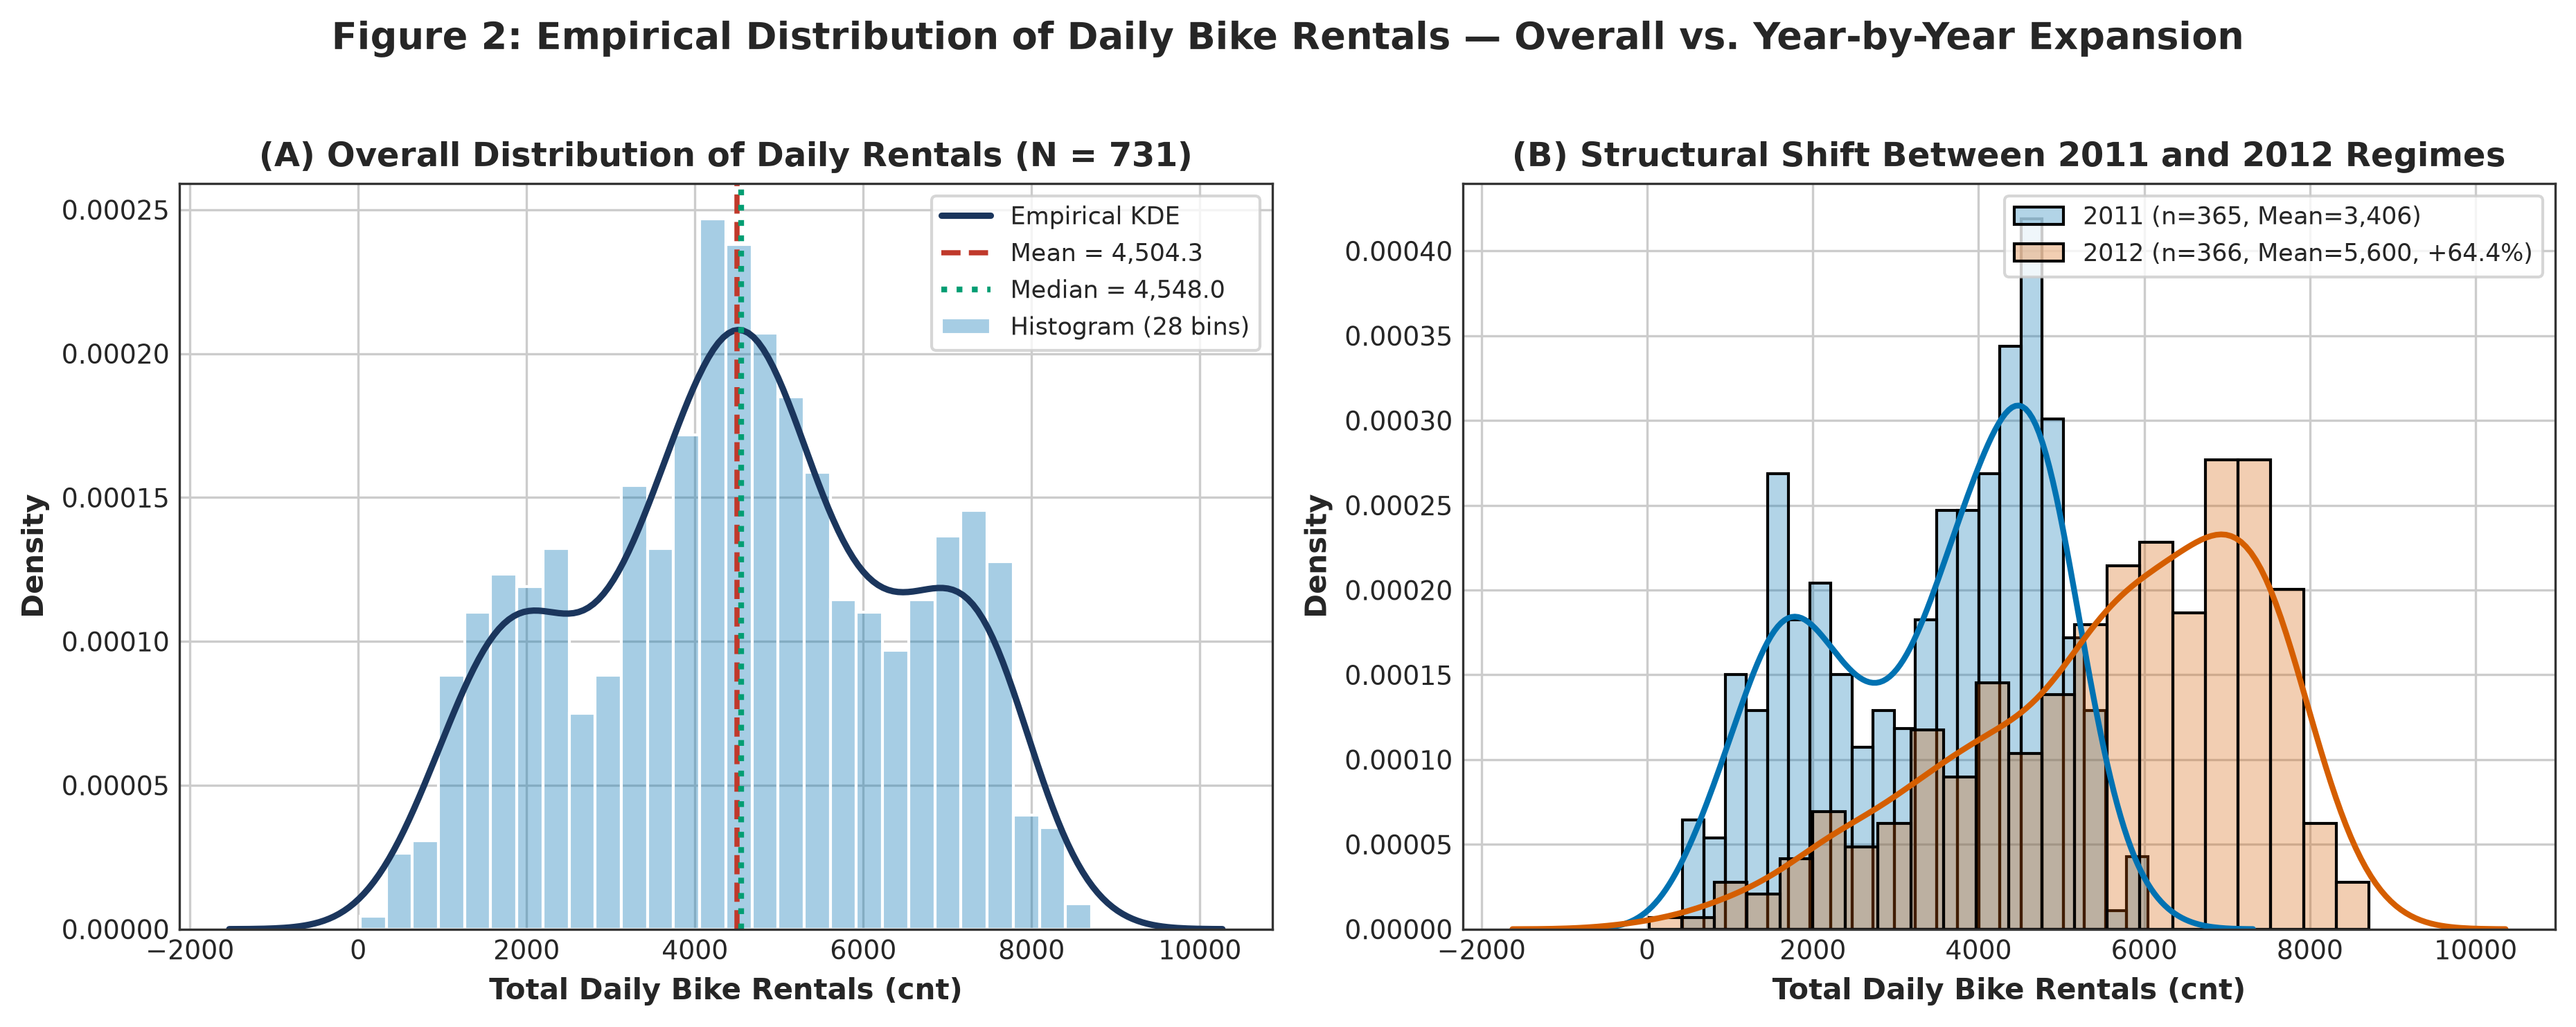 Figure 2: Empirical Distribution of Daily Bike Rentals — Overall vs. Year-by-Year Expansion
(A) Overall Distribution of Daily Rentals (N = 731)
Density
0.00025
0.00020
0.00015
0.00010
0.00005
0.00000
Empirical KDE
Mean = 4,504.3
Median = 4,548.0
Histogram (28 bins)
−2000
0
2000
4000
6000
8000
10000
Total Daily Bike Rentals (cnt)
(B) Structural Shift Between 2011 and 2012 Regimes
Density
0.00040
0.00035
0.00030
0.00025
0.00020
0.00015
0.00010
0.00005
0.00000
2011 (n=365, Mean=3,406)
2012 (n=366, Mean=5,600, +64.4%)
−2000
0
2000
4000
6000
8000
10000
Total Daily Bike Rentals (cnt)